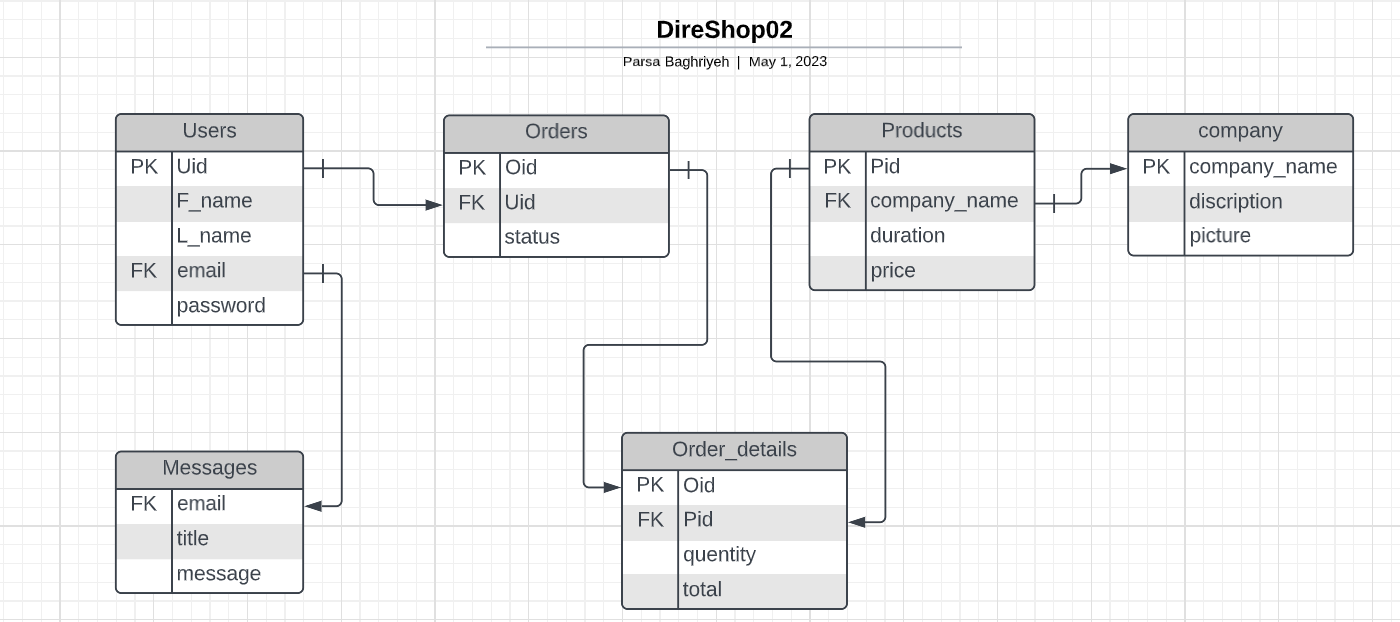 DireShop02
Parsa Baghriyeh | May 1, 2023
Users
PK Uid
F_name
L_name
FK email
password
Orders
PK Oid
FK Uid
status
Products
PK Pid
FK company_name
duration
price
company
PK company_name
discription
picture
Messages
FK email
title
message
Order_details
PK Oid
FK Pid
quentity
total